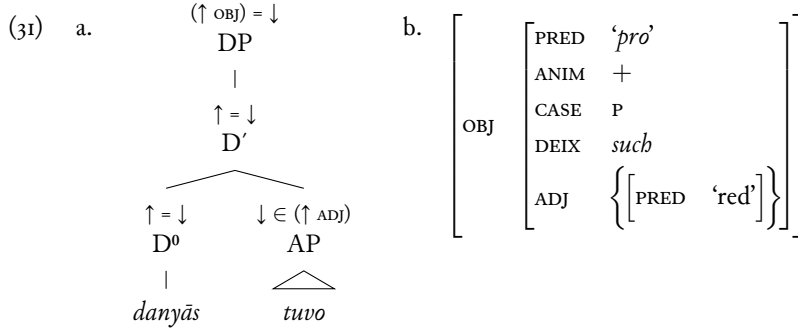 (31) a. (↑ OBJ) = ↓ b.
DP
↑ = ↓
D′
↑ = ↓ ↓ ∈ (↑ ADJ)
D⁰ AP
danyās tuvo
OBJ
PRED ‘pro’
ANIM +
CASE P
DEIX such
ADJ {[PRED ‘red’]}